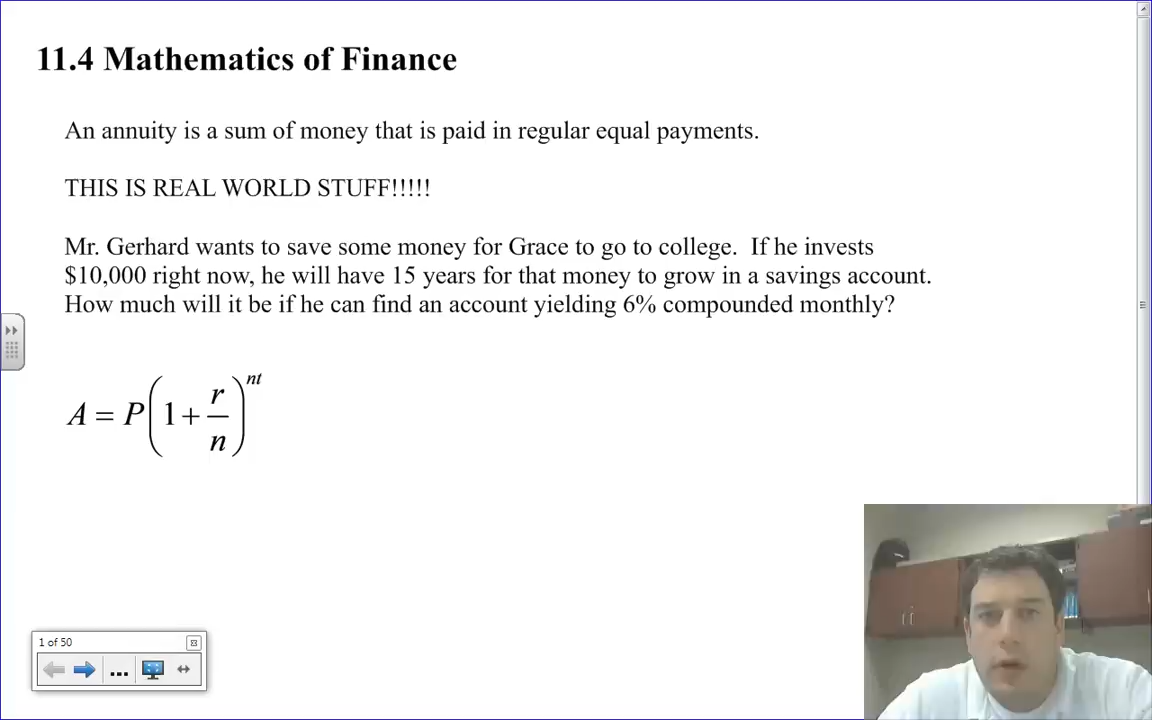 11.4 Mathematics of Finance
An annuity is a sum of money that is paid in regular equal payments.
THIS IS REAL WORLD STUFF!!!!!
Mr. Gerhard wants to save some money for Grace to go to college.  If he invests
$10,000 right now, he will have 15 years for that money to grow in a savings account.
How much will it be if he can find an account yielding 6% compounded monthly?
A = P(1 + r/n)^nt
1 of 50
...